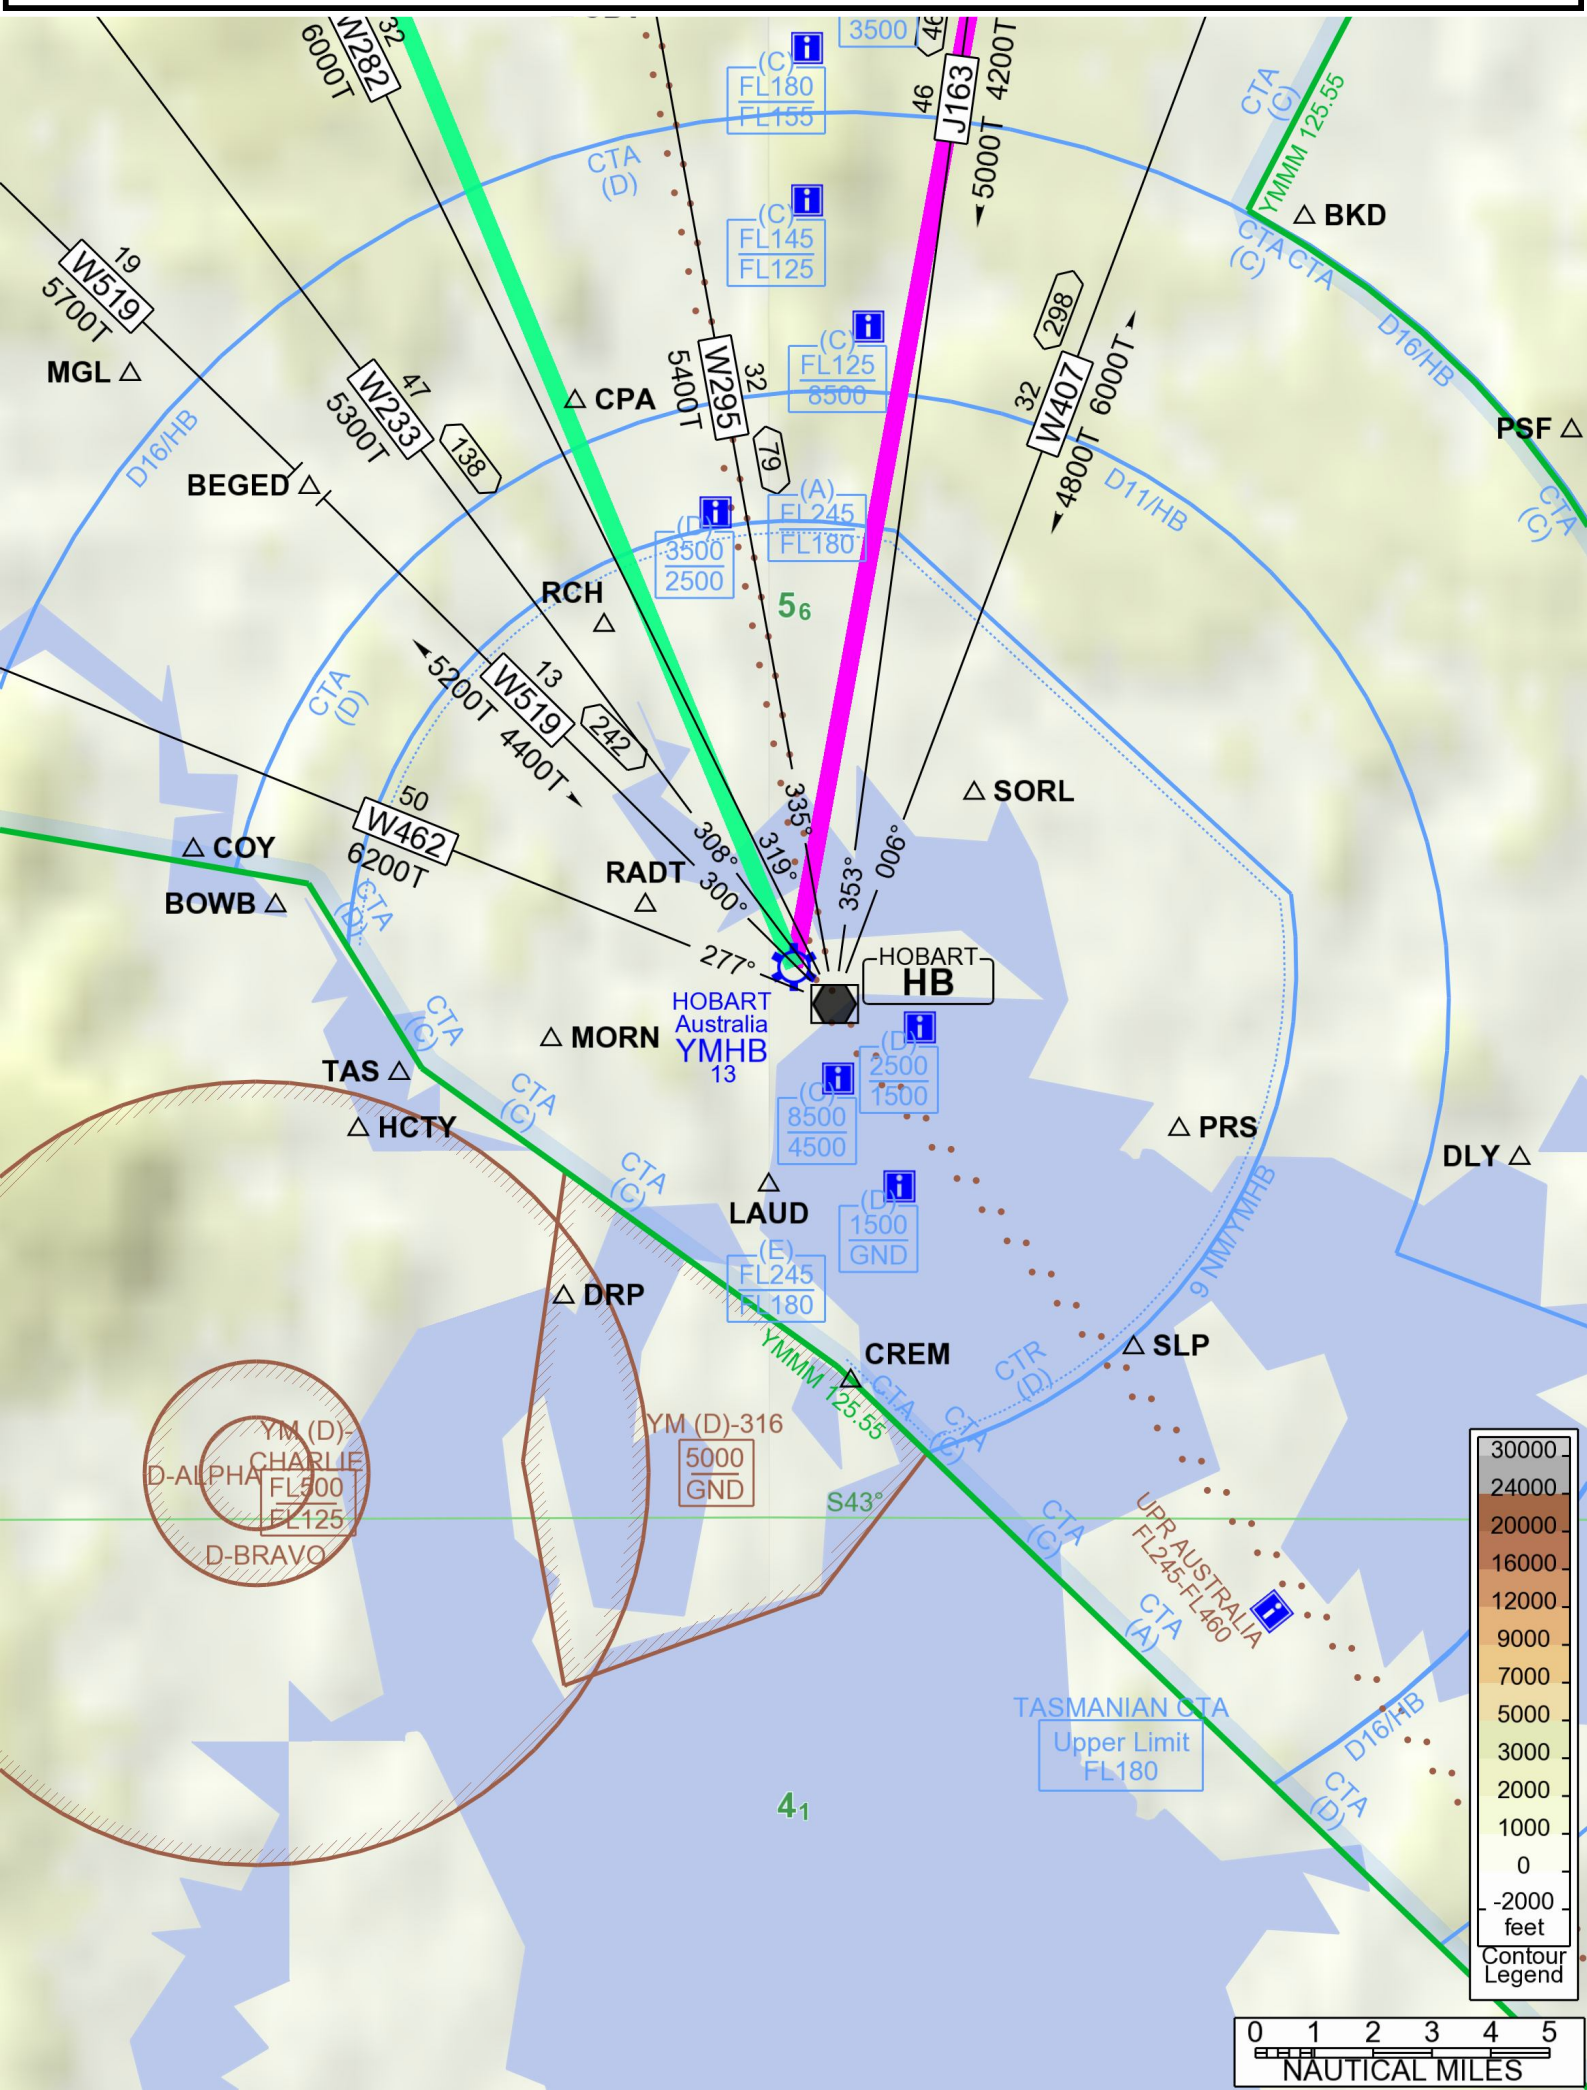 W282
32
6000T
3500
46
46
J163
4200T
5000T
(C)
FL180
FL155
CTA
(D)
CTA
(C)
YMMM 125.55
BKD
CTA
(C)
CTA
D16/HB
PSF
CTA
(C)
(C)
FL145
FL125
19
W519
5700T
MGL
D16/HB
BEGED
47
W233
5300T
138
CPA
32
W295
5400T
79
(C)
FL125
8500
298
32
W407
6000T
4800T
D11/HB
(A)
FL245
FL180
(D)
3500
2500
56
RCH
5200T
13
W519
4400T
242
CTA
(D)
50
W462
6200T
COY
BOWB
CTA
(D)
SORL
RADT
308°
300°
319°
335°
353°
006°
277°
HOBART
HB
HOBART
Australia
YMHB
13
(D)
2500
1500
(C)
8500
4500
CTA
(C)
MORN
TAS
HCTY
CTA
(C)
CTA
(C)
PRS
DLY
LAUD
(D)
1500
GND
9 NM/YMHB
(E)
FL245
FL180
DRP
YMMM 125.55
CREM
CTA
CTR
(D)
SLP
CTA
(C)
YM (D)-
CHARLIE
D-ALPHA
FL500
FL125
D-BRAVO
YM (D)-316
5000
GND
S43°
CTA
(C)
UPR AUSTRALIA
FL245-FL460
CTA
(A)
TASMANIAN CTA
Upper Limit
FL180
D16/HB
CTA
(D)
41
30000
24000
20000
16000
12000
9000
7000
5000
3000
2000
1000
0
-2000
feet
Contour
Legend
0 1 2 3 4 5
NAUTICAL MILES